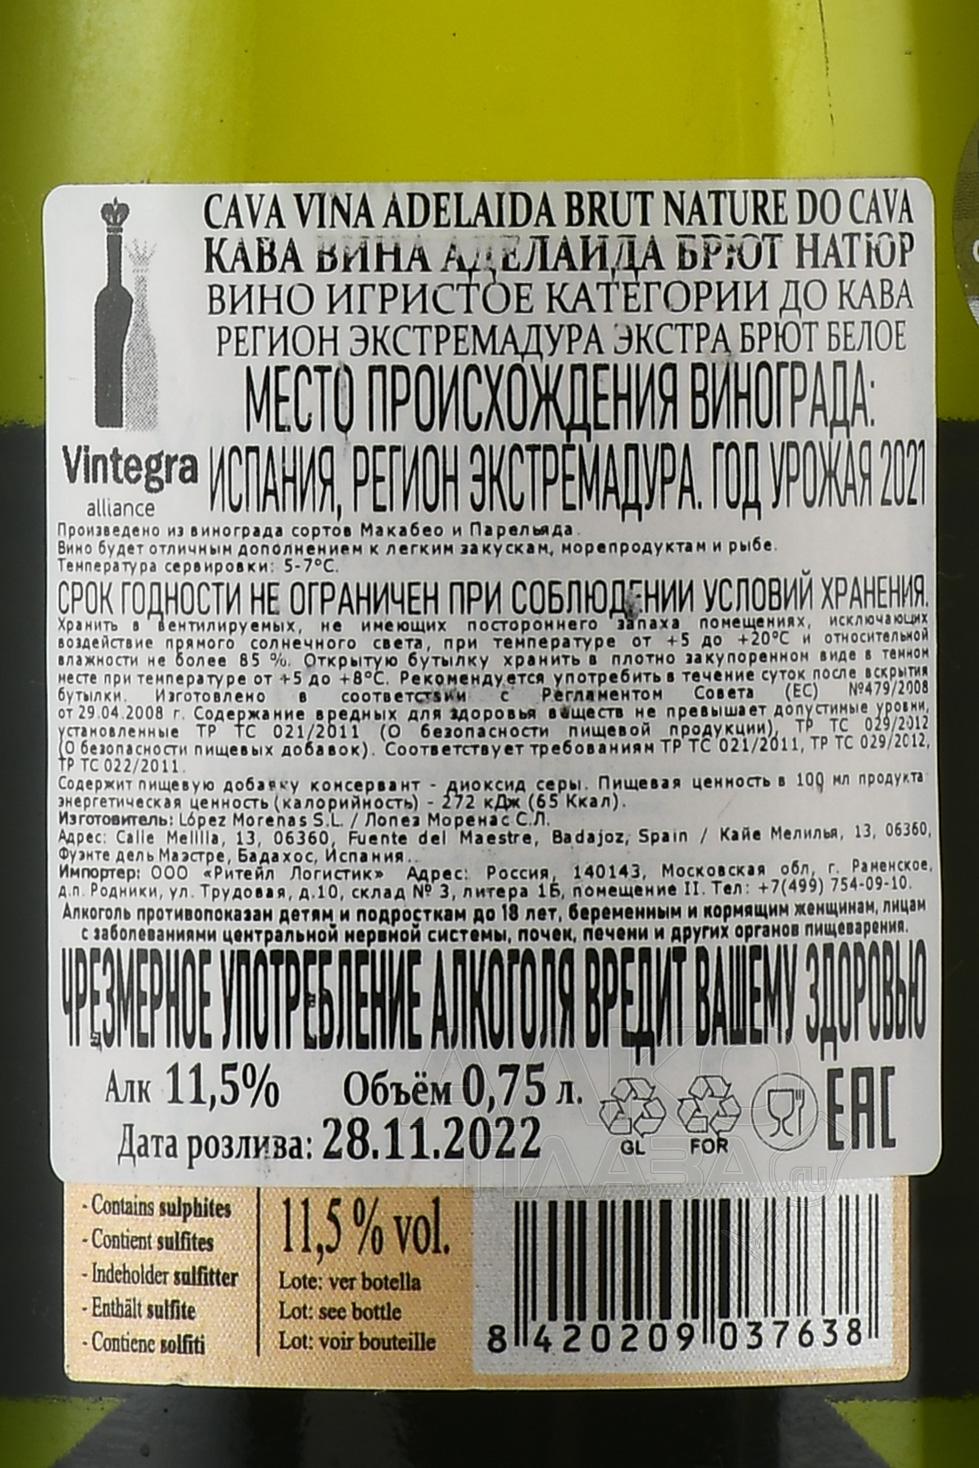 CAVA VINA ADELAIDA BRUT NATURE DO CAVA
КАВА ВИНА АДЕЛАИДА БРЮТ НАТЮР
ВИНО ИГРИСТОЕ КАТЕГОРИИ ДО КАВА
РЕГИОН ЭКСТРЕМАДУРА ЭКСТРА БРЮТ БЕЛОЕ
МЕСТО ПРОИСХОЖДЕНИЯ ВИНОГРАДА:
ИСПАНИЯ, РЕГИОН ЭКСТРЕМАДУРА. ГОД УРОЖАЯ 2021
Vintegra
alliance
Произведено из винограда сортов Макабео и Парельяда.
Вино будет отличным дополнением к легким закускам, морепродуктам и рыбе.
Температура сервировки: 5-7°С.
СРОК ГОДНОСТИ НЕ ОГРАНИЧЕН ПРИ СОБЛЮДЕНИИ УСЛОВИЙ ХРАНЕНИЯ.
Хранить в вентилируемых, не имеющих постороннего запаха помещениях, исключающих
воздействие прямого солнечного света, при температуре от +5 до +20°С и относительной
влажности не более 85 %. Открытую бутылку хранить в плотно закупоренном виде в темном
месте при температуре от +5 до +8°С. Рекомендуется употребить в течение суток после вскрытия
бутылки. Изготовлено в соответствии с Регламентом Совета (ЕС) №479/2008
от 29.04.2008 г. Содержание вредных для здоровья веществ не превышает допустимые уровни,
установленные ТР ТС 021/2011 (О безопасности пищевой продукции), ТР ТС 029/2012
(О безопасности пищевых добавок). Соответствует требованиям ТР ТС 021/2011, ТР ТС 029/2012,
ТР ТС 022/2011.
Содержит пищевую добавку консервант - диоксид серы. Пищевая ценность в 100 мл продукта
энергетическая ценность (калорийность) - 272 кДж (65 Ккал).
Изготовитель: López Morenas S.L. / Лопез Моренас С.Л.
Адрес: Calle Melilla, 13, 06360, Fuente del Maestre, Badajoz, Spain / Кайе Мелилья, 13, 06360,
Фуэнте дель Маэстре, Бадахос, Испания..
Импортер: ООО «Ритейл Логистик» Адрес: Россия, 140143, Московская обл, г. Раменское,
д.п. Родники, ул. Трудовая, д.10, склад № 3, литера 1Б, помещение II. Тел: +7(499) 754-09-10.
Алкоголь противопоказан детям и подросткам до 18 лет, беременным и кормящим женщинам, лицам
с заболеваниями центральной нервной системы, почек, печени и других органов пищеварения.
ЧРЕЗМЕРНОЕ УПОТРЕБЛЕНИЕ АЛКОГОЛЯ ВРЕДИТ ВАШЕМУ ЗДОРОВЬЮ
Алк 11,5% Объём 0,75 л.
Дата розлива: 28.11.2022
GL FOR EAC
АЛКО
ПЛАЗА.ru
- Contains sulphites
- Contient sulfites
- Indeholder sulfitter
- Enthält sulfite
- Contiene solfiti
11,5 % vol.
Lote: ver botella
Lot: see bottle
Lot: voir bouteille
8 420209 037638